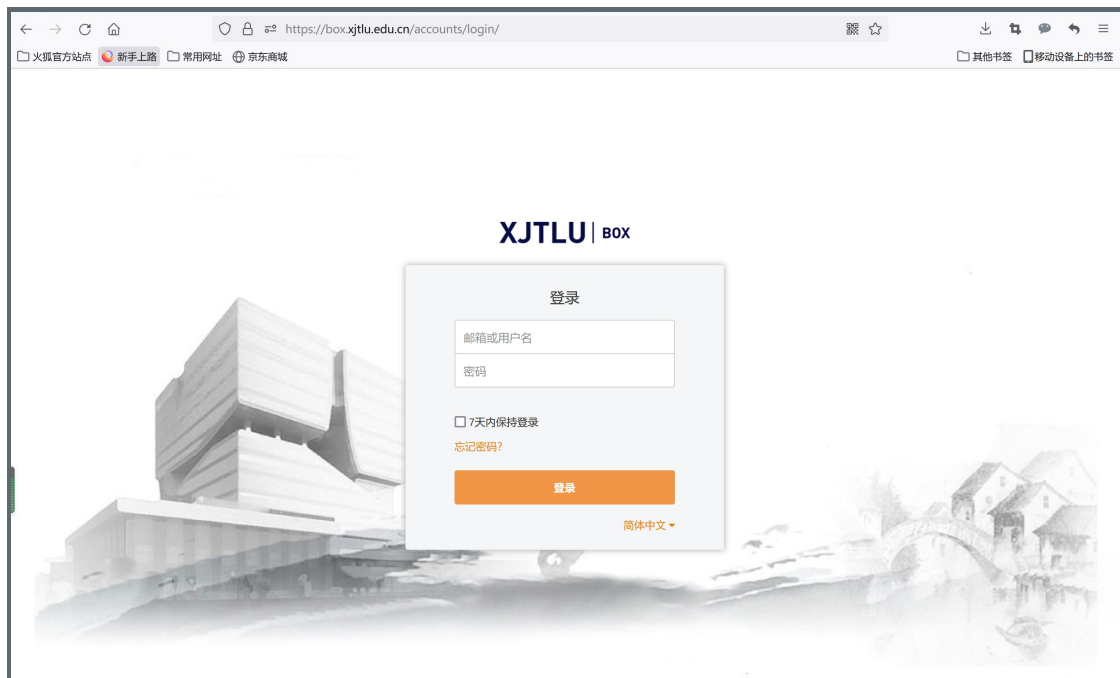 https://box.xjtlu.edu.cn/accounts/login/
火狐官方站点 新手上路 常用网址 京东商城 其他书签 移动设备上的书签
XJTLU | BOX
登录
邮箱或用户名
密码
7天内保持登录
忘记密码?
登录
简体中文